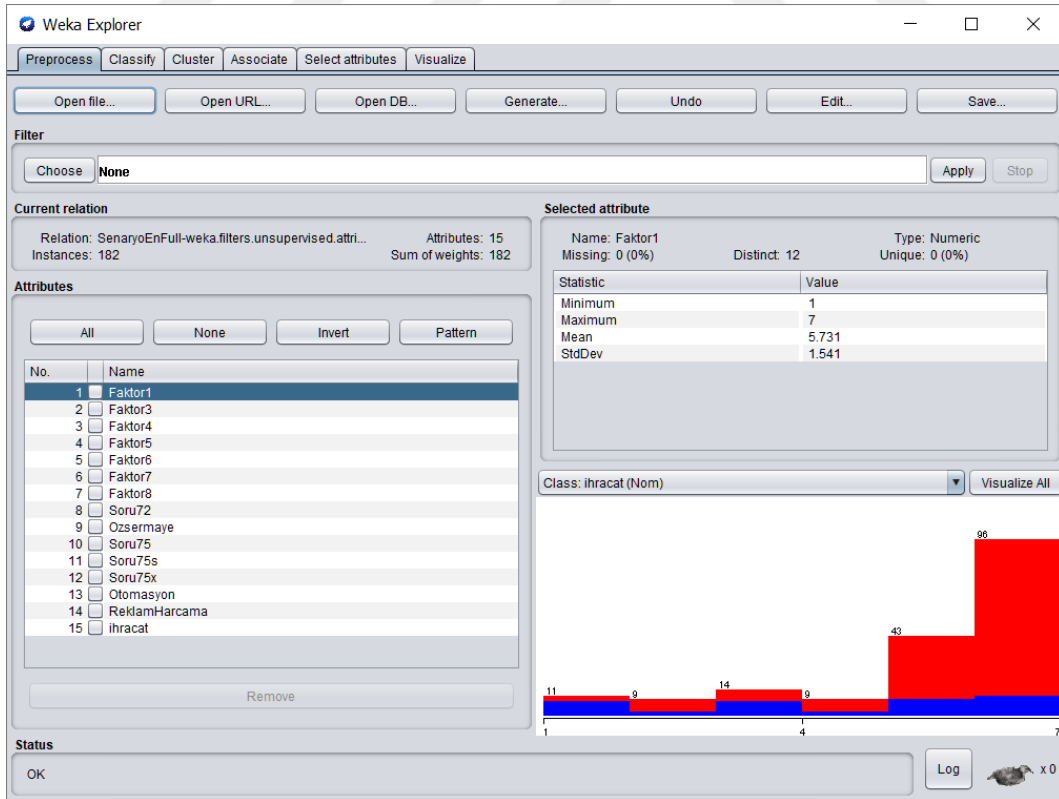 Weka Explorer
Preprocess Classify Cluster Associate Select attributes Visualize
Open file... Open URL... Open DB... Generate... Undo Edit... Save...
Filter
Choose None Apply Stop
Current relation
Relation: SenaryoEnFull-weka.filters.unsupervised.attri... Attributes: 15
Instances: 182 Sum of weights: 182
Attributes
All None Invert Pattern
No. Name
1 Faktor1
2 Faktor3
3 Faktor4
4 Faktor5
5 Faktor6
6 Faktor7
7 Faktor8
8 Soru72
9 Ozsermaye
10 Soru75
11 Soru75s
12 Soru75x
13 Otomasyon
14 ReklamHarcama
15 ihracat
Remove
Selected attribute
Name: Faktor1 Type: Numeric
Missing: 0 (0%) Distinct: 12 Unique: 0 (0%)
Statistic Value
Minimum 1
Maximum 7
Mean 5.731
StdDev 1.541
Class: ihracat (Nom) Visualize All
11 9 14 9 43 96
1 4 7
Status
OK Log x 0